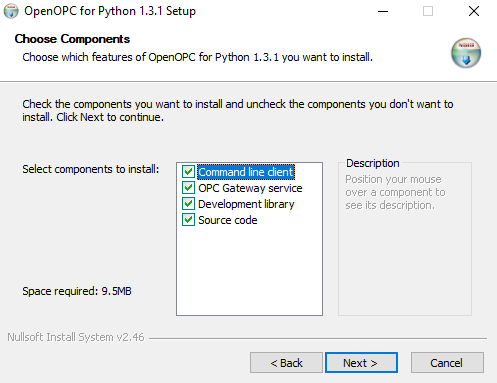 OpenOPC for Python 1.3.1 Setup
Choose Components
Choose which features of OpenOPC for Python 1.3.1 you want to install.
Check the components you want to install and uncheck the components you don't want to
install. Click Next to continue.
Select components to install:
Command line client
OPC Gateway service
Development library
Source code
Description
Position your mouse
over a component to
see its description.
Space required: 9.5MB
Nullsoft Install System v2.46
< Back
Next >
Cancel